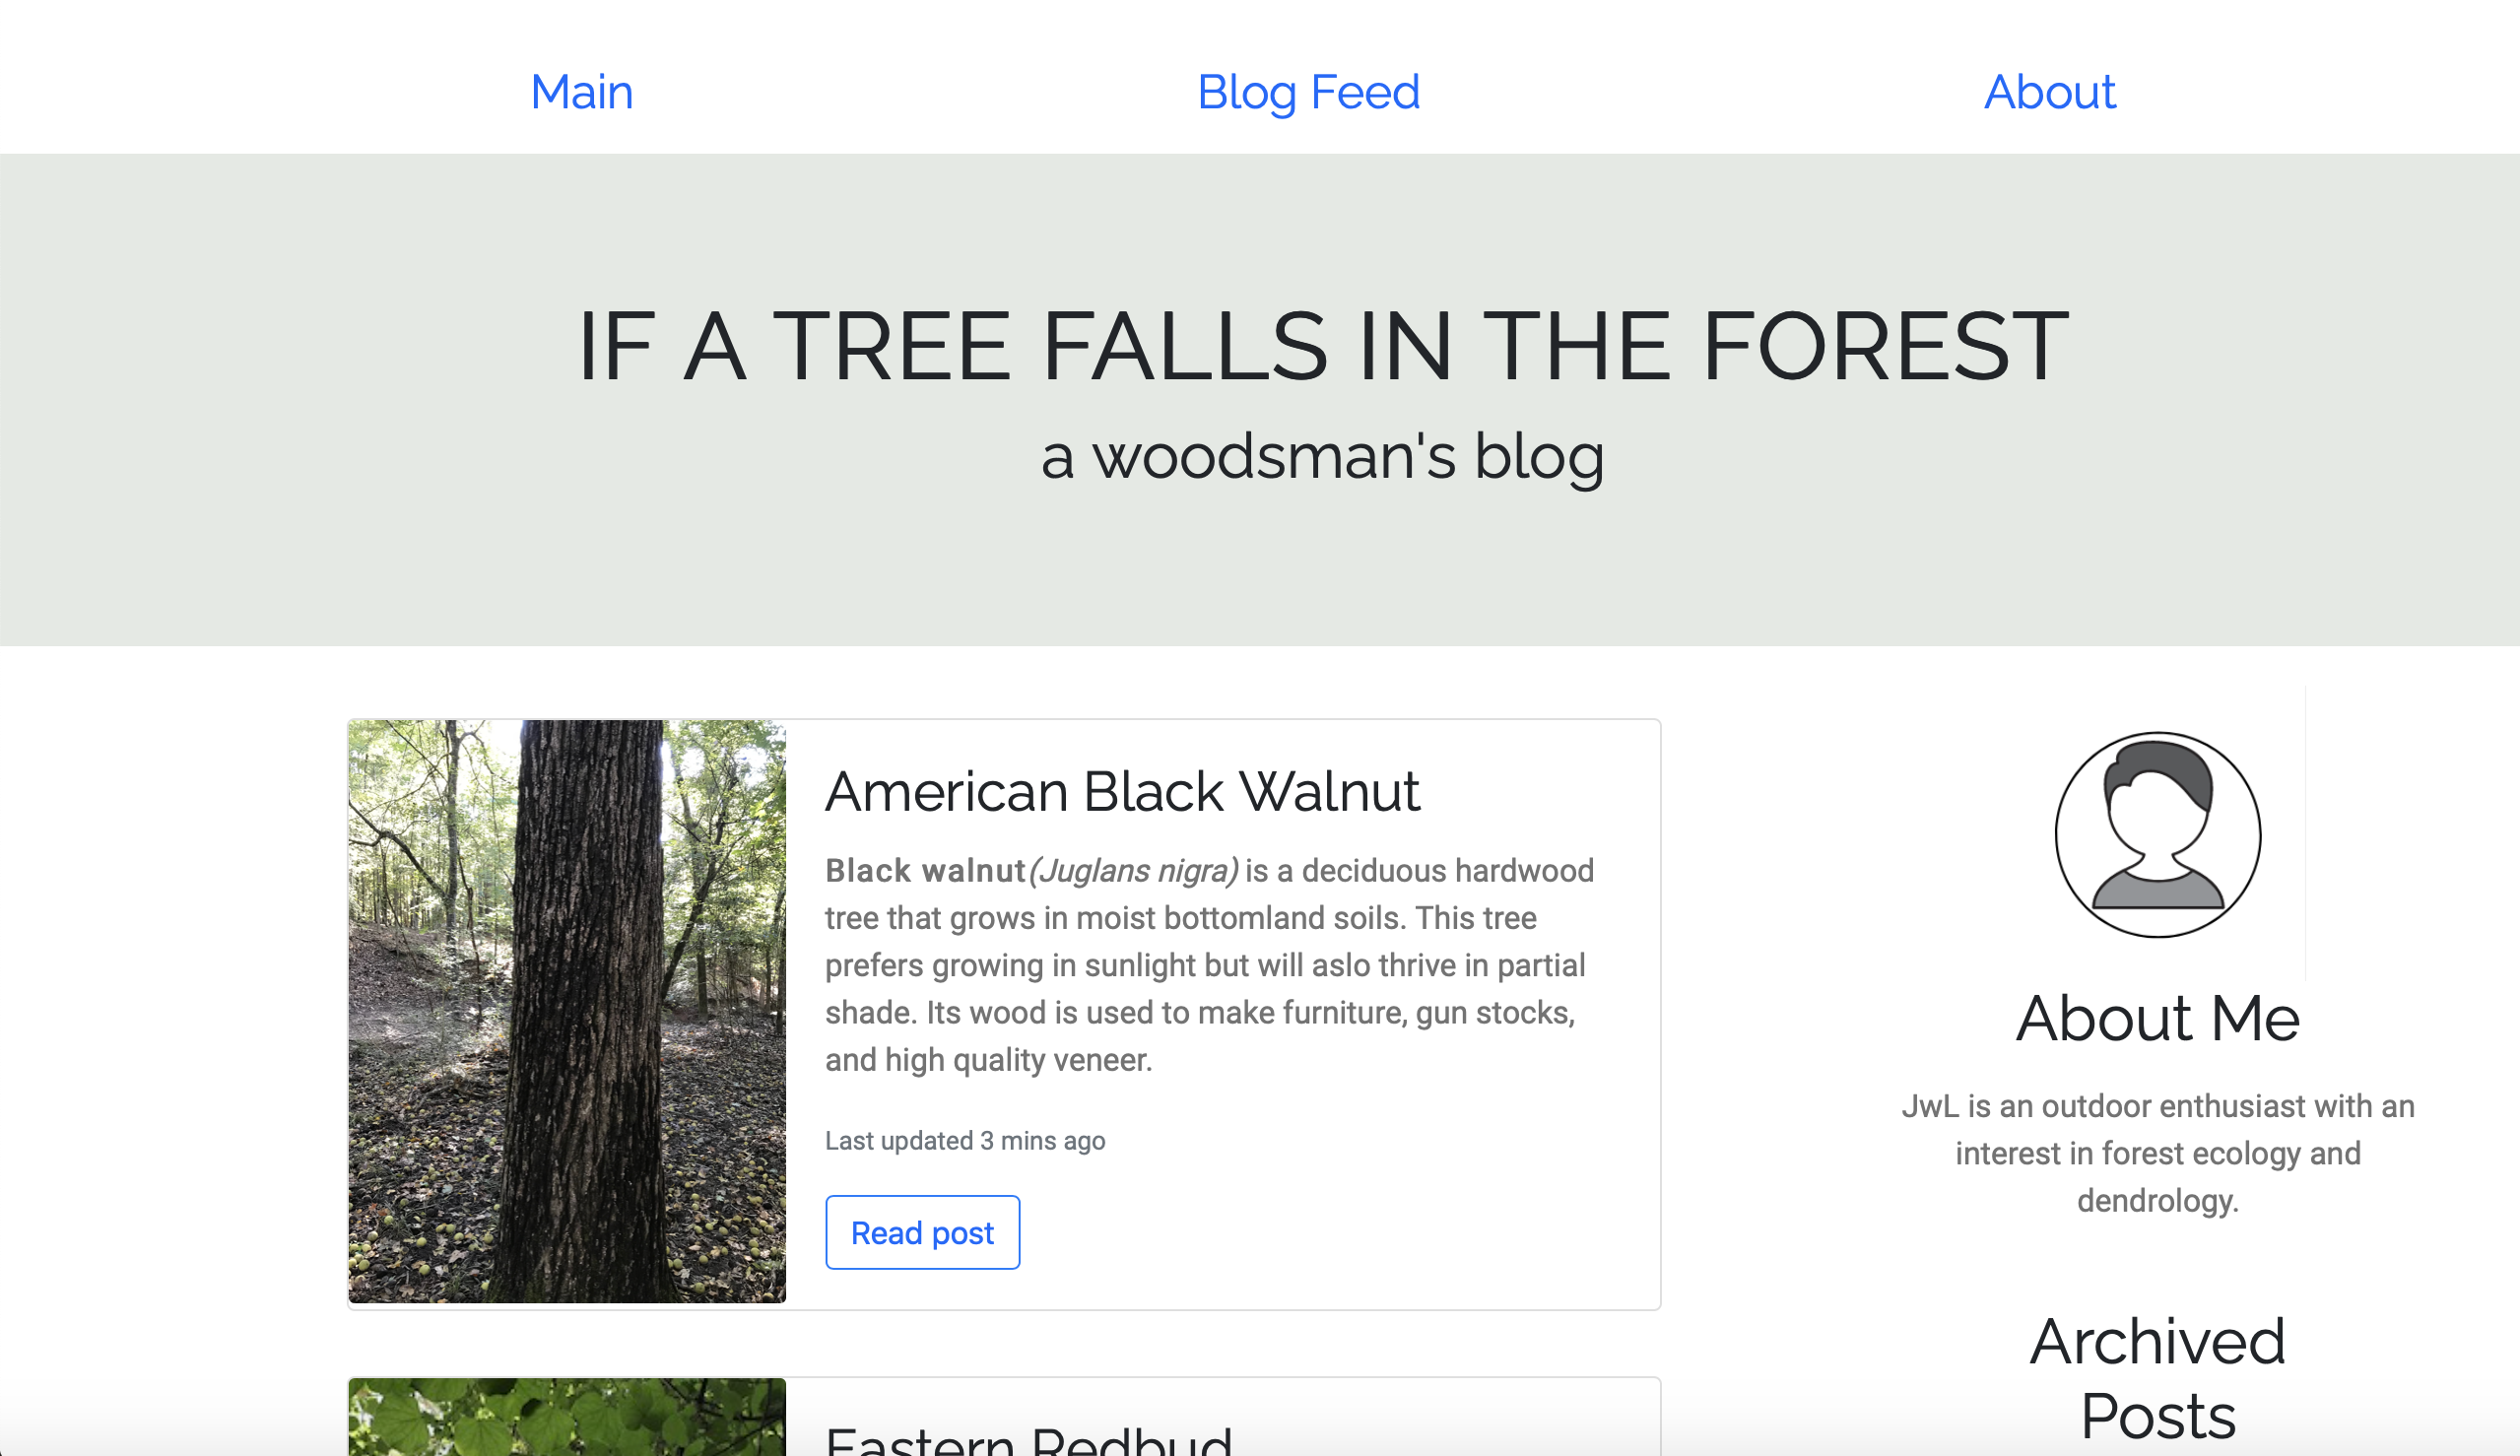 Main
Blog Feed
About
IF A TREE FALLS IN THE FOREST
a woodsman's blog
American Black Walnut
Black walnut(Juglans nigra) is a deciduous hardwood
tree that grows in moist bottomland soils. This tree
prefers growing in sunlight but will aslo thrive in partial
shade. Its wood is used to make furniture, gun stocks,
and high quality veneer.
Last updated 3 mins ago
Read post
Eastern Redbud
About Me
JwL is an outdoor enthusiast with an
interest in forest ecology and
dendrology.
Archived
Posts